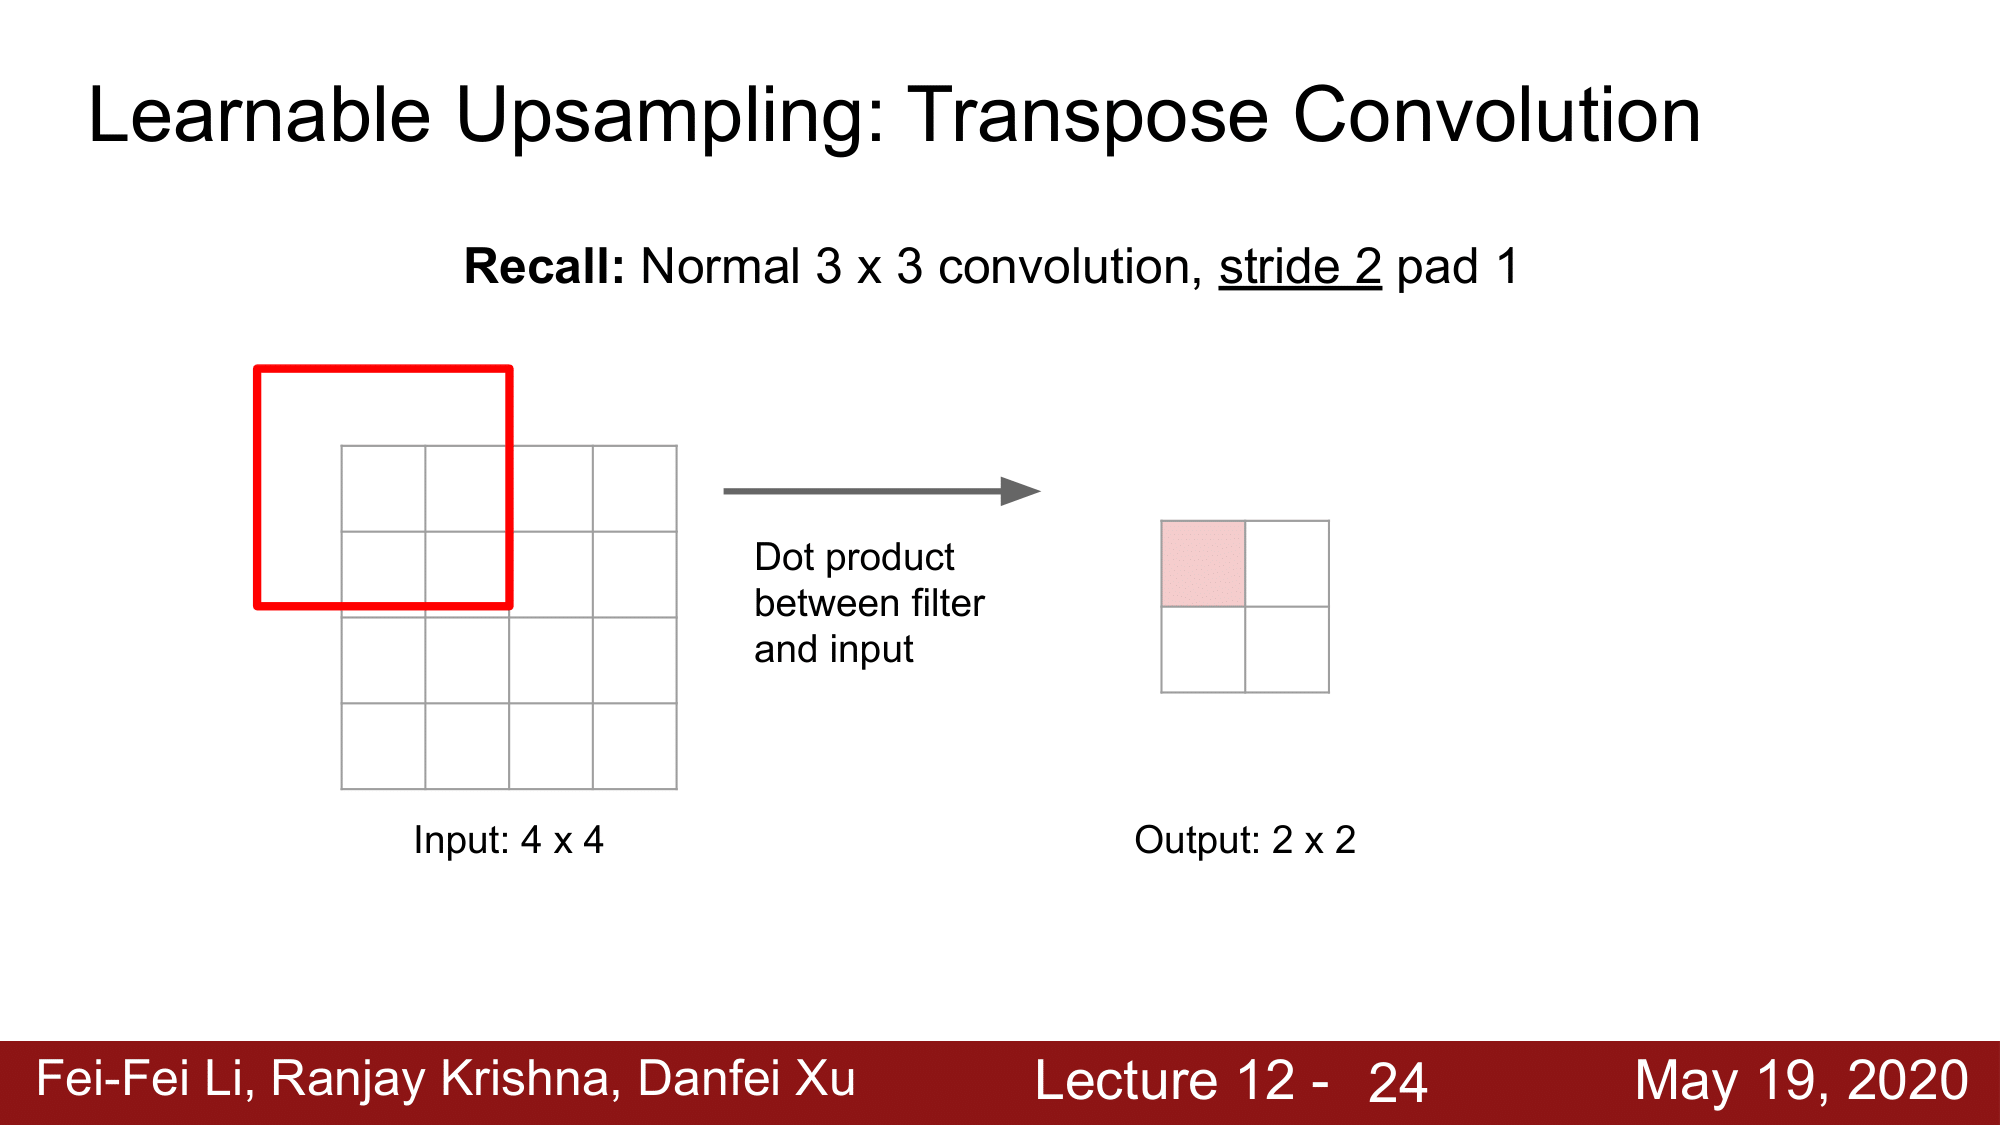 Learnable Upsampling: Transpose Convolution
Recall: Normal 3 x 3 convolution, stride 2 pad 1
Dot product
between filter
and input
Input: 4 x 4
Output: 2 x 2
Fei-Fei Li, Ranjay Krishna, Danfei Xu
Lecture 12 - 24
May 19, 2020